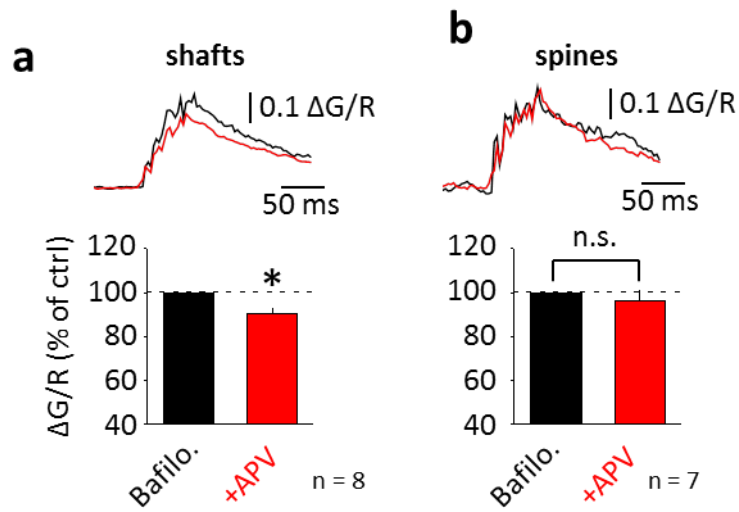 a
shafts
0.1 ΔG/R
50 ms
ΔG/R (% of ctrl)
120
100
80
60
40
*
Bafilo.
+APV
n = 8
b
spines
0.1 ΔG/R
50 ms
120
100
80
60
40
n.s.
Bafilo.
+APV
n = 7